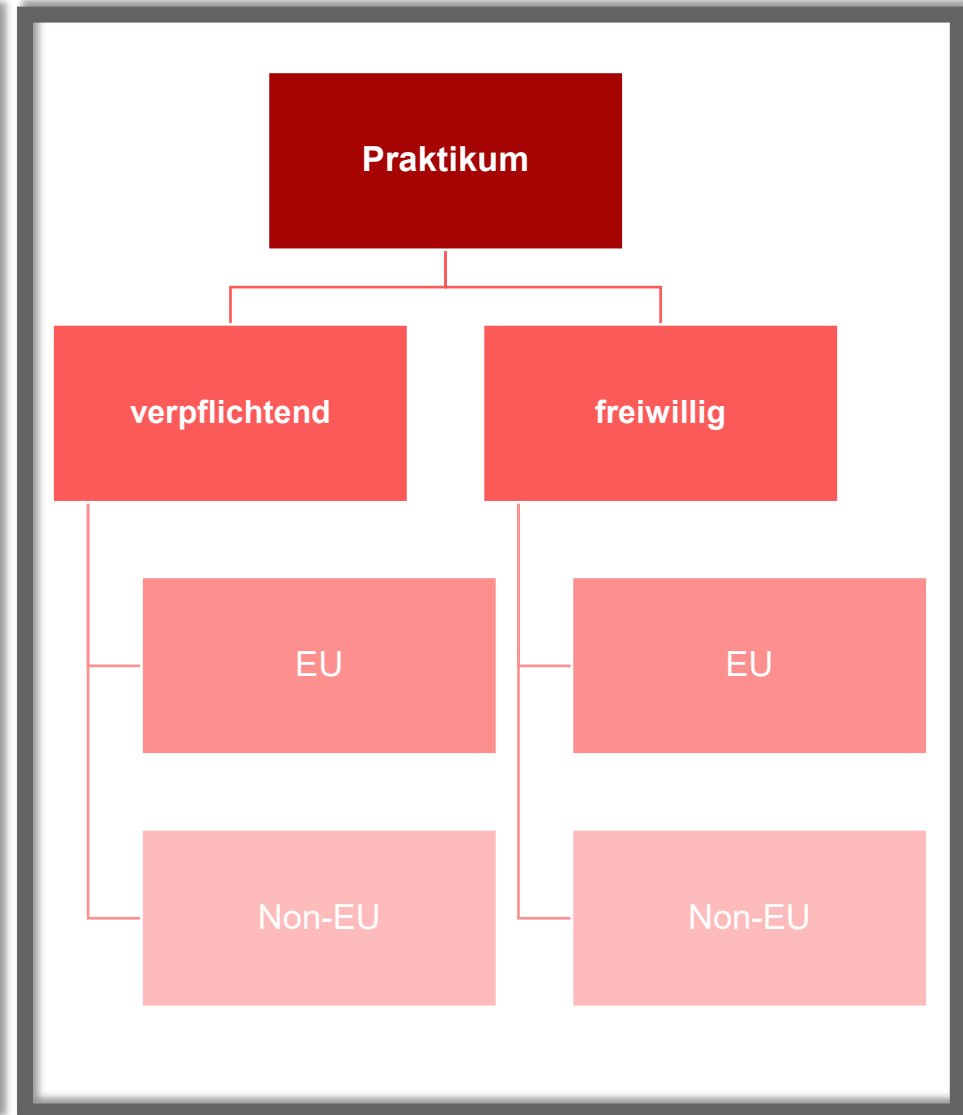 Praktikum
verpflichtend
freiwillig
EU
EU
Non-EU
Non-EU